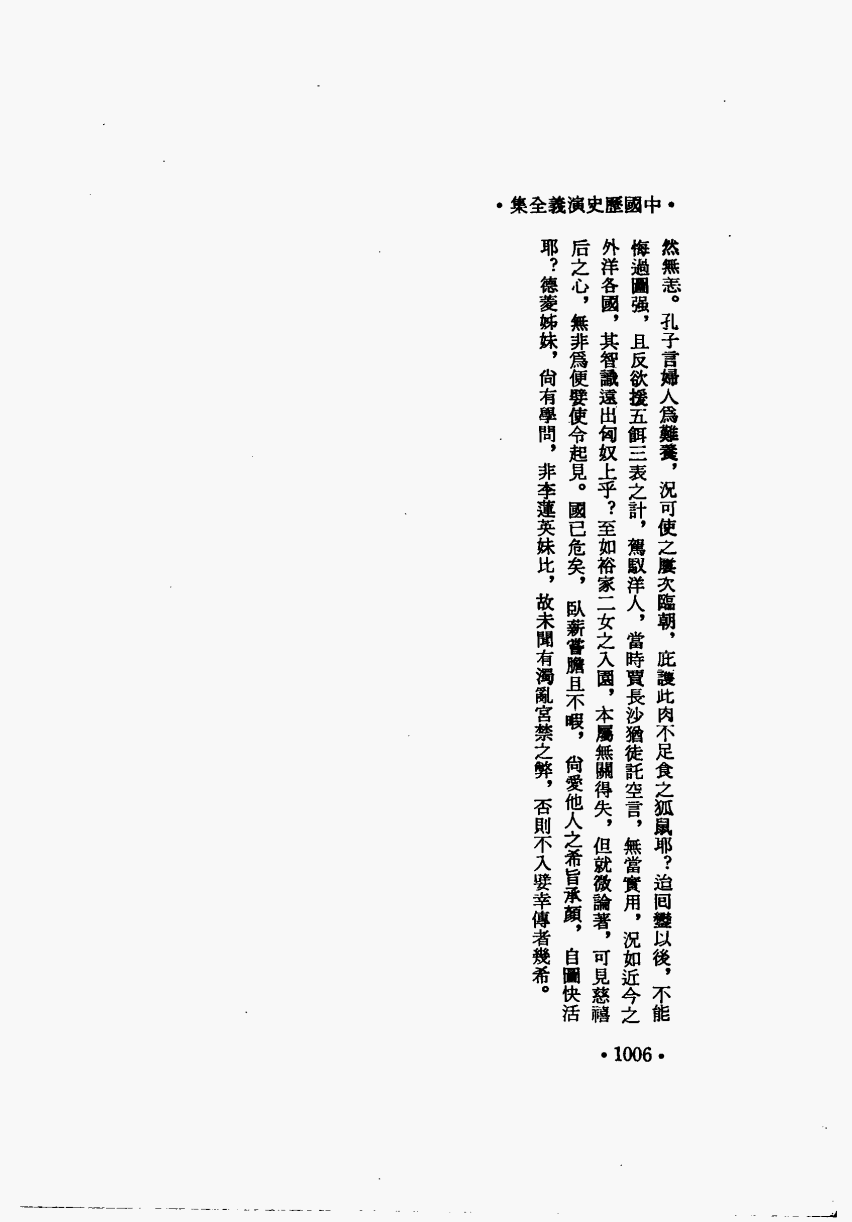 •中國歷史演義全集•
然無恙。孔子言婦人爲難養，況可使之屢次臨朝，庇護此肉不足食之狐鼠耶？迨回鑾以後，不能
悔過圖强，且反欲援五餌三表之計，駕馭洋人，當時賈長沙猶徒託空言，無當實用，況如近今之
外洋各國，其智識遠出匈奴上乎？至如裕家二女之入園，本屬無關得失，但就微論著，可見慈禧
后之心，無非爲便嬖使令起見。國已危矣，臥薪嘗膽且不暇，尙愛他人之希旨承顏，自圖快活
耶？德菱姊妹，尙有學問，非李蓮英妹比，故未聞有濁亂宮禁之弊，否則不入嬖幸傳者幾希。
•1006•